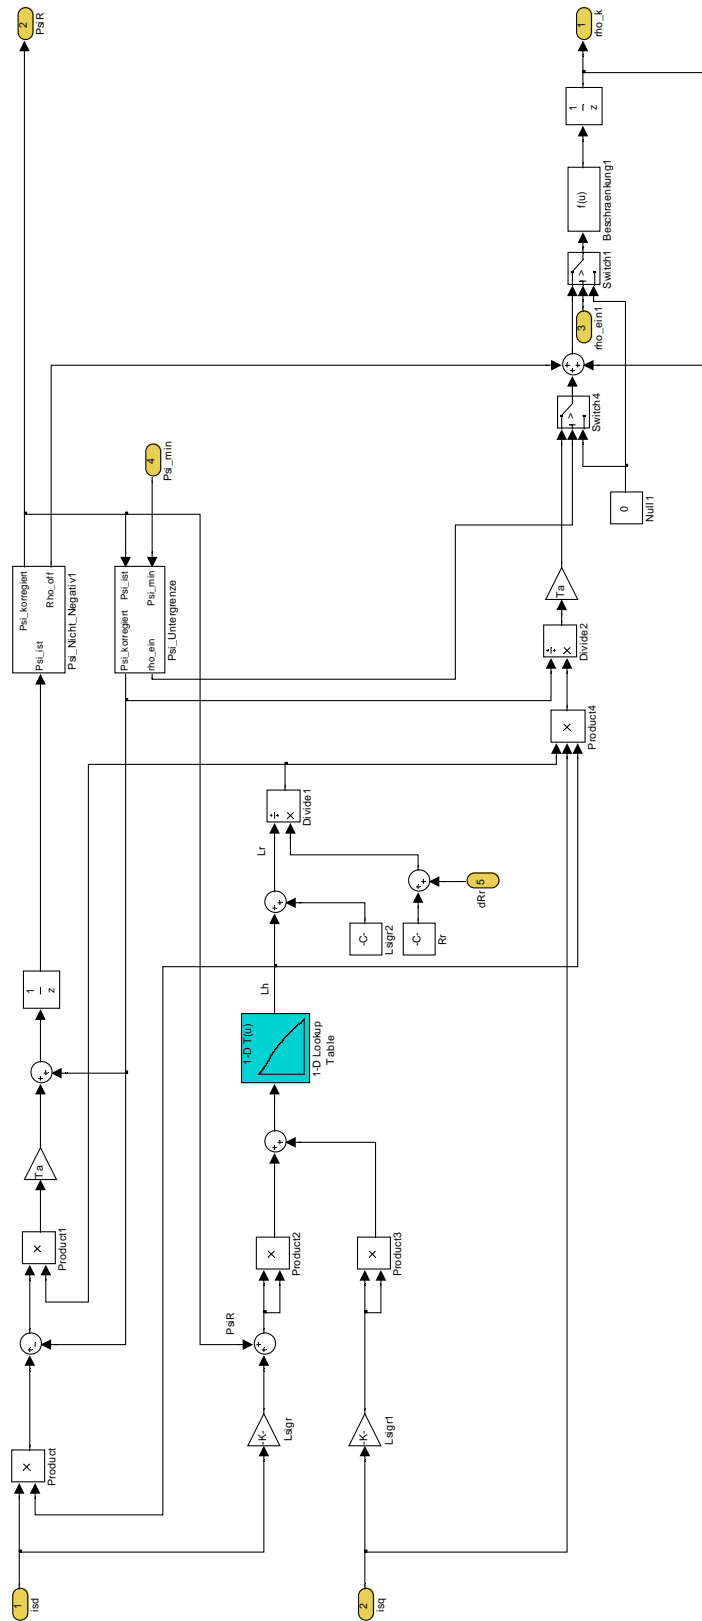 1
isd
×
Product
×
Product1
Ta
1
z
Psi_ist
Psi_korregiert
Rho_off
Psi_Nicht_Negativ1
2
PsiR
Psi_korregiert
Psi_ist
rho_ein
Psi_min
Psi_Untergrenze
4
Psi_min
-K-
Lsigr
PsiR
×
Product2
1-D T(u)
1-D Lookup
Table
Lh
Lr
÷
×
Divide1
2
isq
-K-
Lsigr1
×
Product3
-C-
Lsigr2
-C-
Rr
dRr
5
×
Product4
÷
×
Divide2
Ta
>
Switch4
3
rho_ein1
>
Switch1
f(u)
Beschraenkung1
1
z
1
rho_k
0
Null1